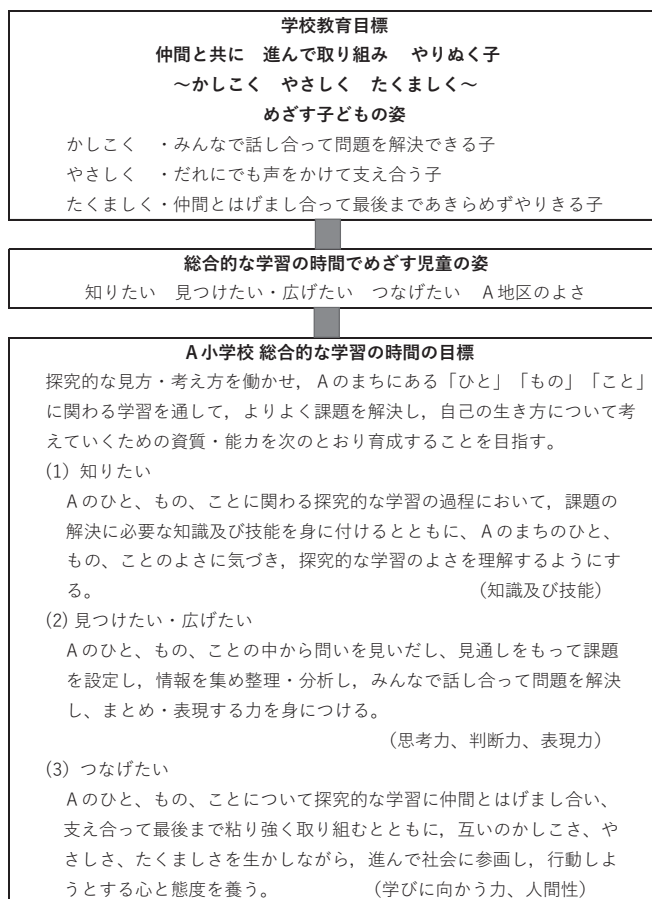 学校教育目標
仲間と共に　進んで取り組み　やりぬく子
～かしこく　やさしく　たくましく～
めざす子どもの姿
かしこく　・みんなで話し合って問題を解決できる子
やさしく　・だれにでも声をかけて支え合う子
たくましく・仲間とはげまし合って最後まであきらめずやりきる子
総合的な学習の時間でめざす児童の姿
知りたい　見つけたい・広げたい　つなげたい　A地区のよさ
A小学校 総合的な学習の時間の目標
探究的な見方・考え方を働かせ，Aのまちにある「ひと」「もの」「こと」
に関わる学習を通して，よりよく課題を解決し，自己の生き方について考
えていくための資質・能力を次のとおり育成することを目指す。
(1) 知りたい
Aのひと、もの、ことに関わる探究的な学習の過程において，課題の
解決に必要な知識及び技能を身に付けるとともに、Aのまちのひと、
もの、ことのよさに気づき，探究的な学習のよさを理解するようにす
る。　（知識及び技能）
(2) 見つけたい・広げたい
Aのひと、もの、ことの中から問いを見いだし、見通しをもって課題
を設定し，情報を集め整理・分析し，みんなで話し合って問題を解決
し、まとめ・表現する力を身につける。
（思考力、判断力、表現力）
(3) つなげたい
Aのひと、もの、ことについて探究的な学習に仲間とはげまし合い、
支え合って最後まで粘り強く取り組むとともに，互いのかしこさ、や
さしさ、たくましさを生かしながら，進んで社会に参画し，行動しよ
うとする心と態度を養う。　（学びに向かう力、人間性）